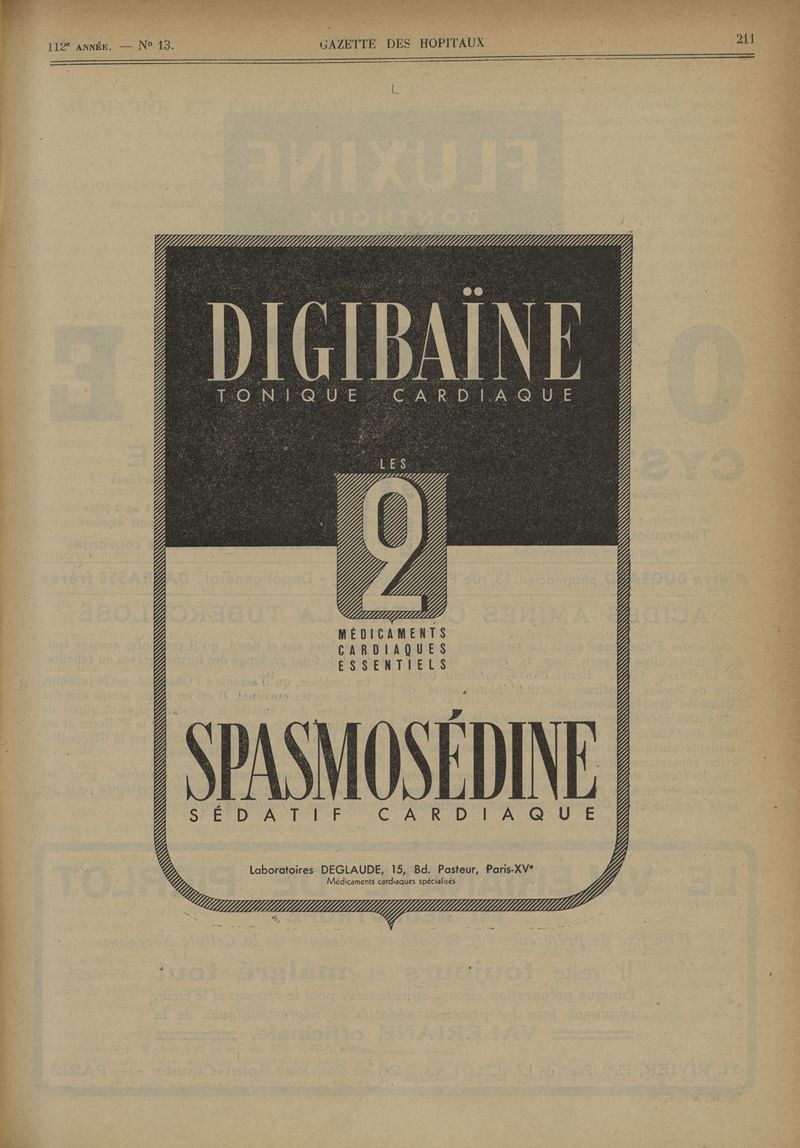 112e ANNÉE. — No 13.
GAZETTE DES HOPITAUX
211
DIGIBAÏNE
TONIQUE CARDIAQUE
LES
2
MÉDICAMENTS
CARDIAQUES
ESSENTIELS
SPASMOSÉDINE
SÉDATIF CARDIAQUE
Laboratoires DEGLAUDE, 15, Bd. Pasteur, Paris-XVe
Médicaments cardiaques spécialisés